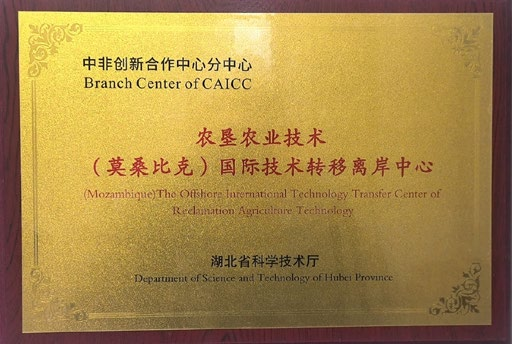 中非创新合作中心分中心
Branch Center of CAICC
农垦农业技术
（莫桑比克）国际技术转移离岸中心
(Mozambique)The Offshore International Technology Transfer Center of
Reclamation Agriculture Technology
湖北省科学技术厅
Department of Science and Technology of Hubei Province